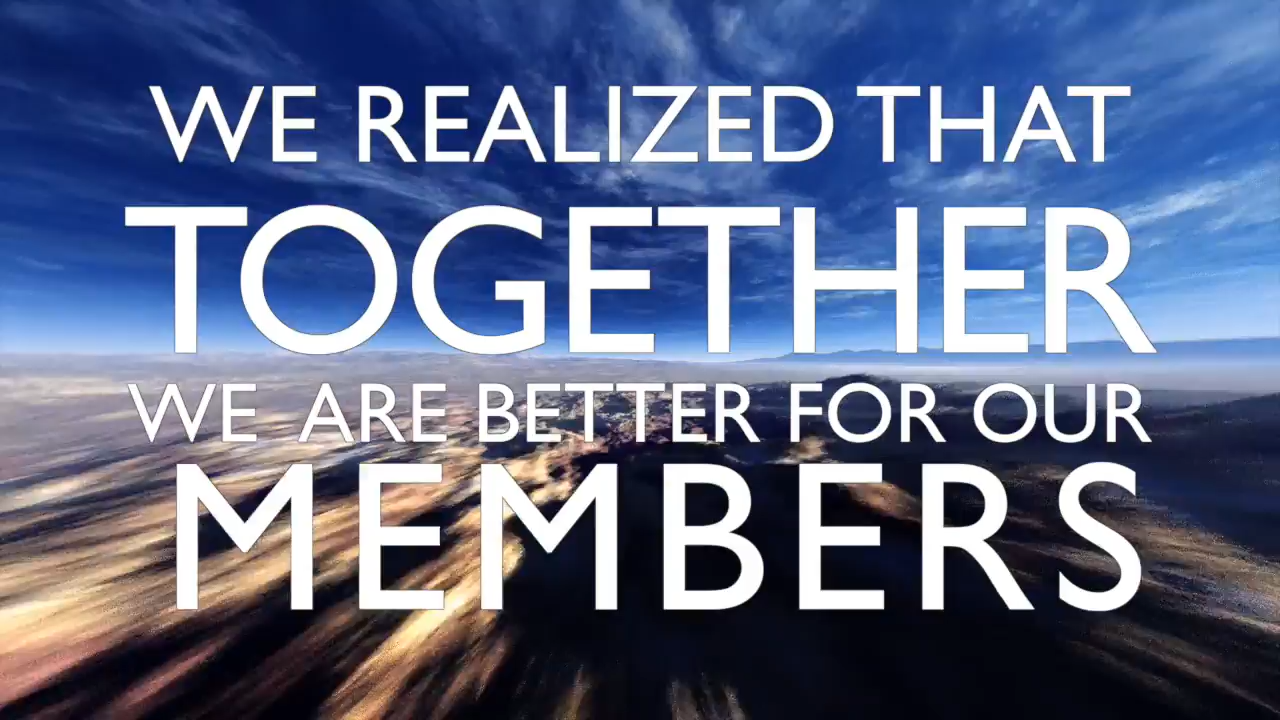 WE REALIZED THAT
TOGETHER
WE ARE BETTER FOR OUR
MEMBERS